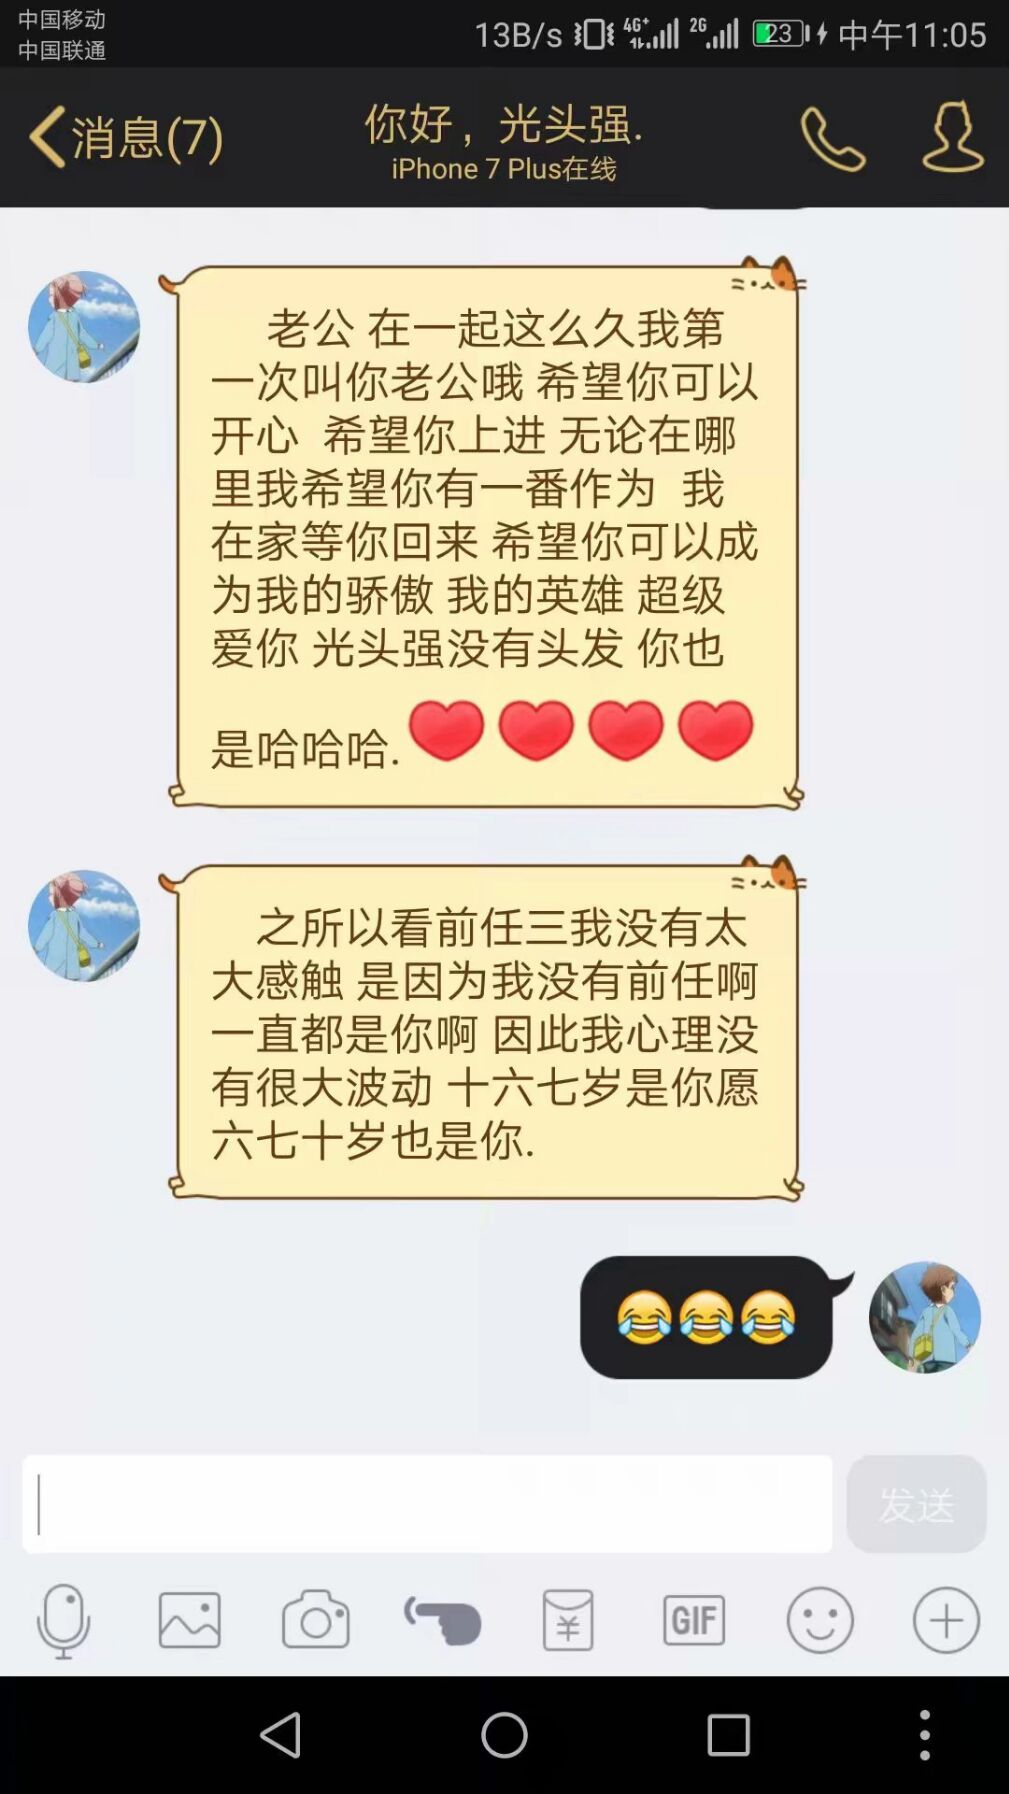 中国移动
中国联通
13B/s 4G+ 2G 23 中午11:05
消息(7)
你好，光头强.
iPhone 7 Plus在线
老公 在一起这么久我第
一次叫你老公哦 希望你可以
开心 希望你上进 无论在哪
里我希望你有一番作为 我
在家等你回来 希望你可以成
为我的骄傲 我的英雄 超级
爱你 光头强没有头发 你也
是哈哈哈.❤❤❤❤
之所以看前任三我没有太
大感触 是因为我没有前任啊
一直都是你啊 因此我心理没
有很大波动 十六七岁是你愿
六七十岁也是你.
😂😂😂
发送
¥
GIF